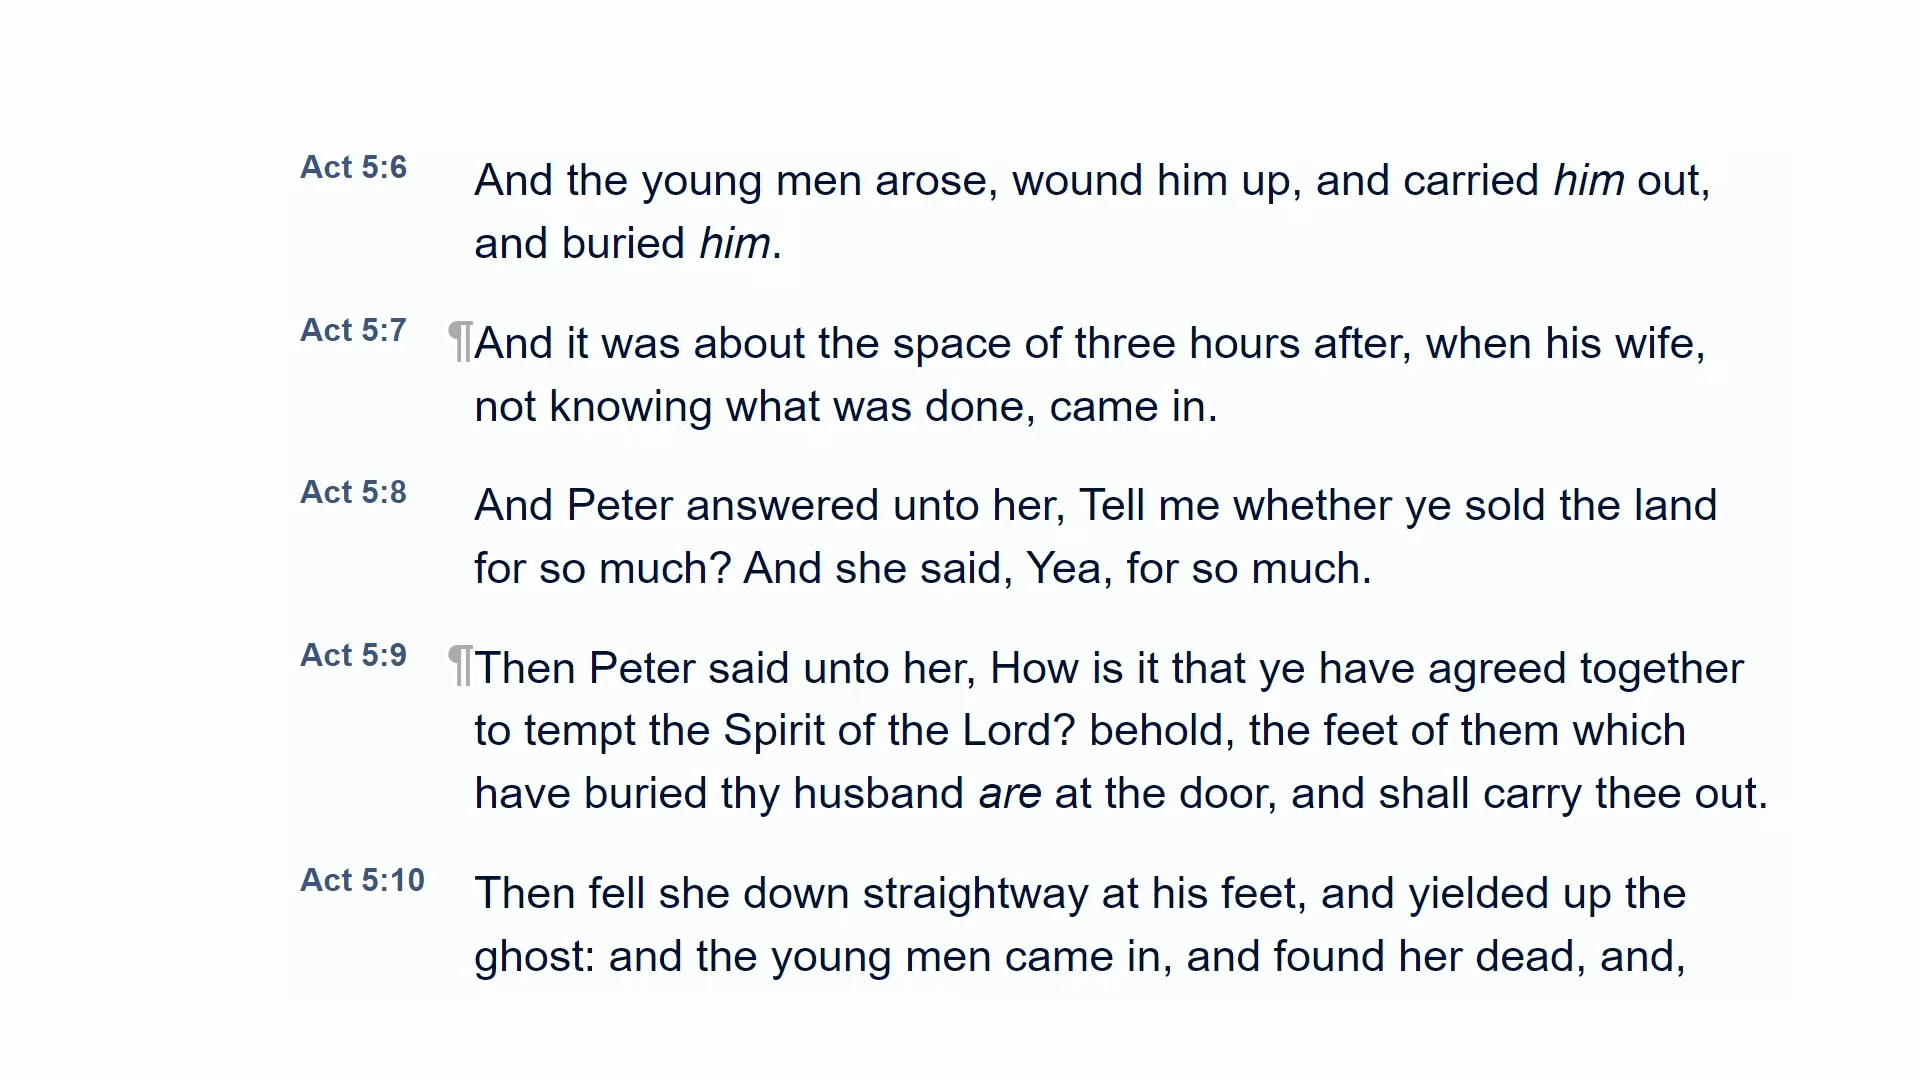 Act 5:6 And the young men arose, wound him up, and carried him out,
and buried him.
Act 5:7 ¶And it was about the space of three hours after, when his wife,
not knowing what was done, came in.
Act 5:8 And Peter answered unto her, Tell me whether ye sold the land
for so much? And she said, Yea, for so much.
Act 5:9 ¶Then Peter said unto her, How is it that ye have agreed together
to tempt the Spirit of the Lord? behold, the feet of them which
have buried thy husband are at the door, and shall carry thee out.
Act 5:10 Then fell she down straightway at his feet, and yielded up the
ghost: and the young men came in, and found her dead, and,